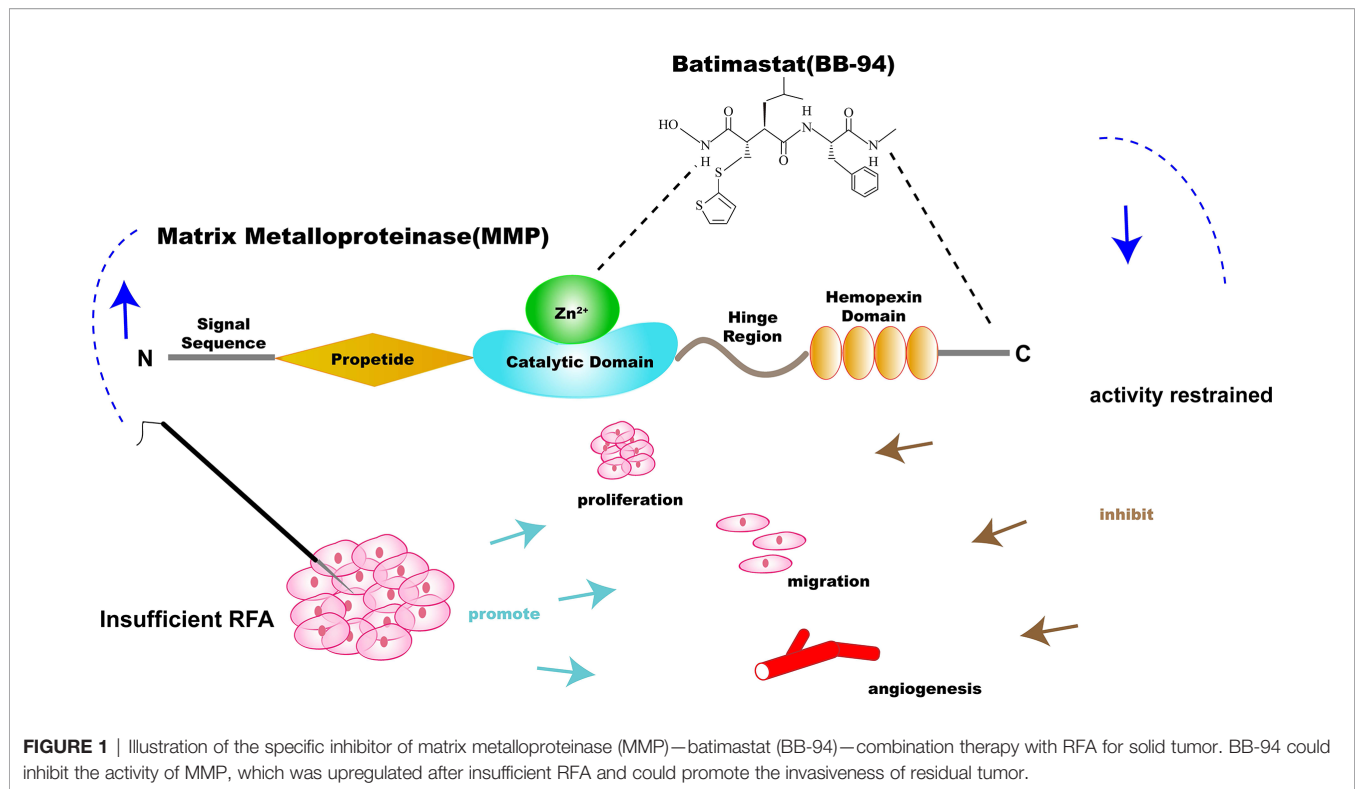 Batimastat(BB-94)
HO
N
H
O
O
H
N
O
N
H
S
S
Matrix Metalloproteinase(MMP)
Zn²⁺
Signal
Sequence
Hinge
Region
Hemopexin
Domain
N
Propetide
Catalytic Domain
C
activity restrained
proliferation
inhibit
migration
Insufficient RFA
promote
angiogenesis
FIGURE 1 | Illustration of the specific inhibitor of matrix metalloproteinase (MMP)—batimastat (BB-94)—combination therapy with RFA for solid tumor. BB-94 could
inhibit the activity of MMP, which was upregulated after insufficient RFA and could promote the invasiveness of residual tumor.